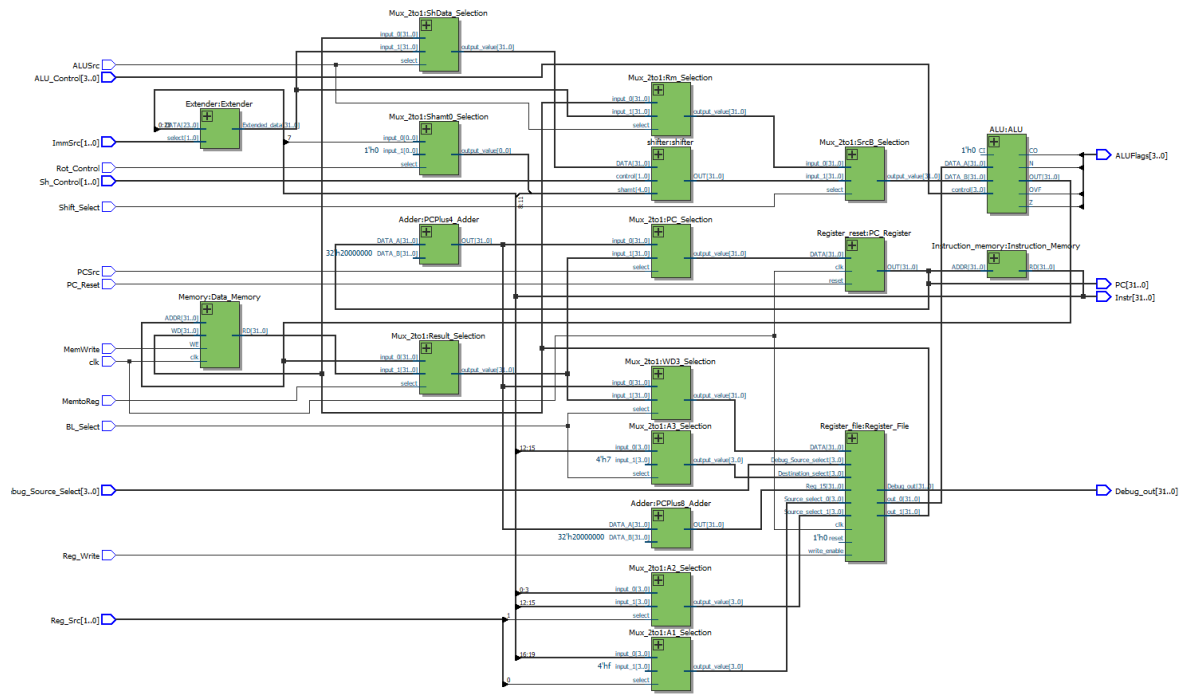 Mux_2to1:ShData_Selection
input_0[31..0]
input_1[31..0]
select
output_value[31..0]
ALUSrc
ALU_Control[3..0]
Extender:Extender
DATA[23..0]
select[1..0]
Extended_data[31..0]
ImmSrc[1..0]
7
Mux_2to1:Shamt0_Selection
input_0[0..0]
1'h0 input_1[0..0]
select
output_value[0..0]
Rot_Control
Sh_Control[1..0]
Shift_Select
Mux_2to1:Rm_Selection
input_0[31..0]
input_1[31..0]
select
output_value[31..0]
shifter:shifter
DATA[31..0]
control[1..0]
shamt[4..0]
OUT[31..0]
8:11
Mux_2to1:SrcB_Selection
input_0[31..0]
input_1[31..0]
select
output_value[31..0]
ALU:ALU
1'h0 CI
DATA_A[31..0]
DATA_B[31..0]
control[3..0]
CO
N
OUT[31..0]
OVF
Z
ALUFlags[3..0]
Adder:PCPlus4_Adder
DATA_A[31..0]
32'h20000000 DATA_B[31..0]
OUT[31..0]
Mux_2to1:PC_Selection
input_0[31..0]
input_1[31..0]
select
output_value[31..0]
Register_reset:PC_Register
DATA[31..0]
clk
reset
OUT[31..0]
Instruction_memory:Instruction_Memory
ADDR[31..0]
RD[31..0]
PCSrc
PC_Reset
PC[31..0]
Instr[31..0]
Memory:Data_Memory
ADDR[31..0]
WD[31..0]
WE
clk
RD[31..0]
MemWrite
clk
Mux_2to1:Result_Selection
input_0[31..0]
input_1[31..0]
select
output_value[31..0]
MemtoReg
BL_Select
Mux_2to1:WD3_Selection
input_0[31..0]
input_1[31..0]
select
output_value[31..0]
Mux_2to1:A3_Selection
12:15
input_0[3..0]
4'h7 input_1[3..0]
select
output_value[3..0]
Register_file:Register_File
DATA[31..0]
Debug_Source_select[3..0]
Destination_select[3..0]
Reg_15[31..0]
Source_select_0[3..0]
Source_select_1[3..0]
clk
1'h0 reset
write_enable
Debug_out[31..0]
out_0[31..0]
out_1[31..0]
Debug_out[31..0]
bug_Source_Select[3..0]
Adder:PCPlus8_Adder
DATA_A[31..0]
32'h20000000 DATA_B[31..0]
OUT[31..0]
Reg_Write
Mux_2to1:A2_Selection
0:3
input_0[3..0]
12:15
input_1[3..0]
1
select
output_value[3..0]
Reg_Src[1..0]
Mux_2to1:A1_Selection
16:19
input_0[3..0]
4'hf input_1[3..0]
0
select
output_value[3..0]